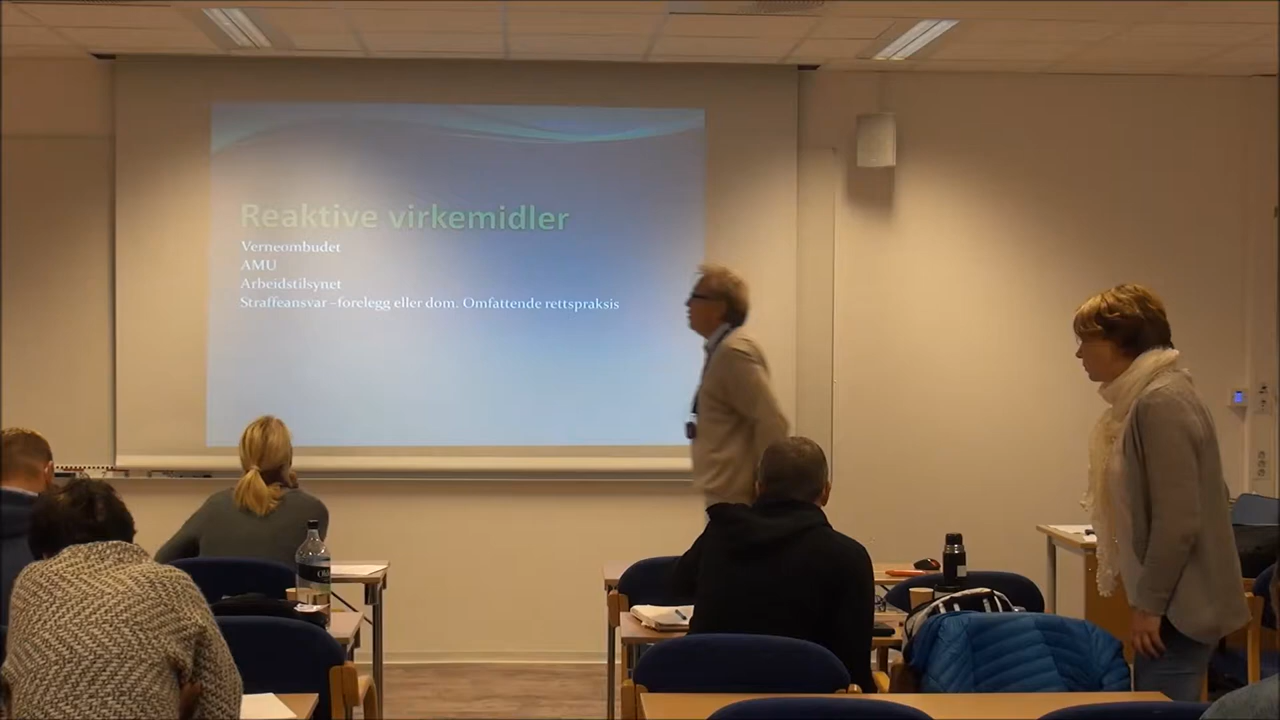 Reaktive virkemidler
Verneombudet
AMU
Arbeidstilsynet
Straffeansvar –forelegg eller dom. Omfattende rettspraksis